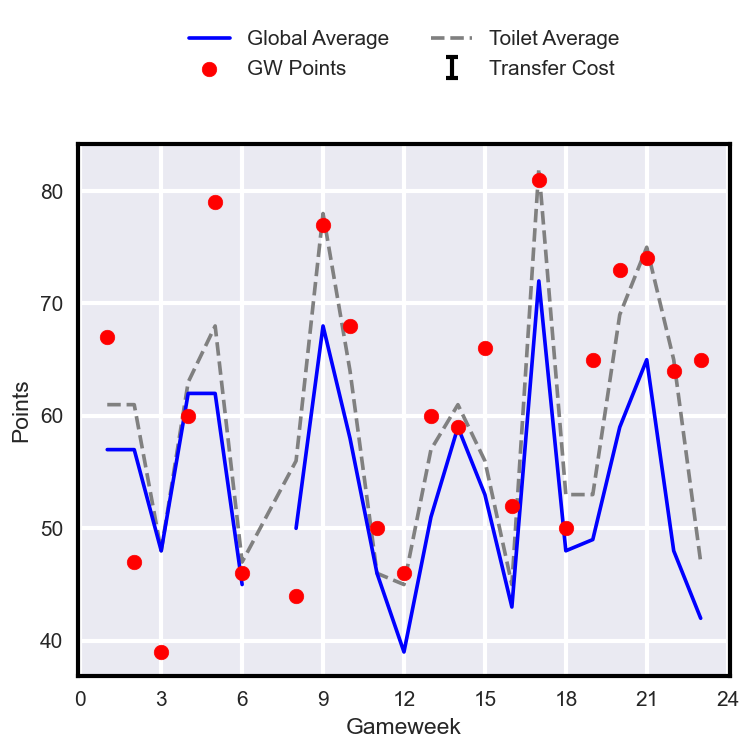 Global Average
Toilet Average
GW Points
Transfer Cost
80
70
60
50
40
Points
0 3 6 9 12 15 18 21 24
Gameweek